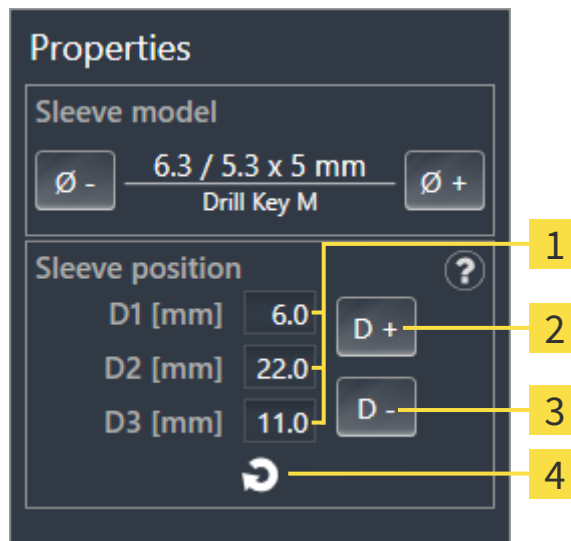 Properties
Sleeve model
Ø - 6.3 / 5.3 x 5 mm Ø +
Drill Key M
Sleeve position ?
D1 [mm] 6.0
D2 [mm] 22.0
D3 [mm] 11.0
D +
D -
1
2
3
4